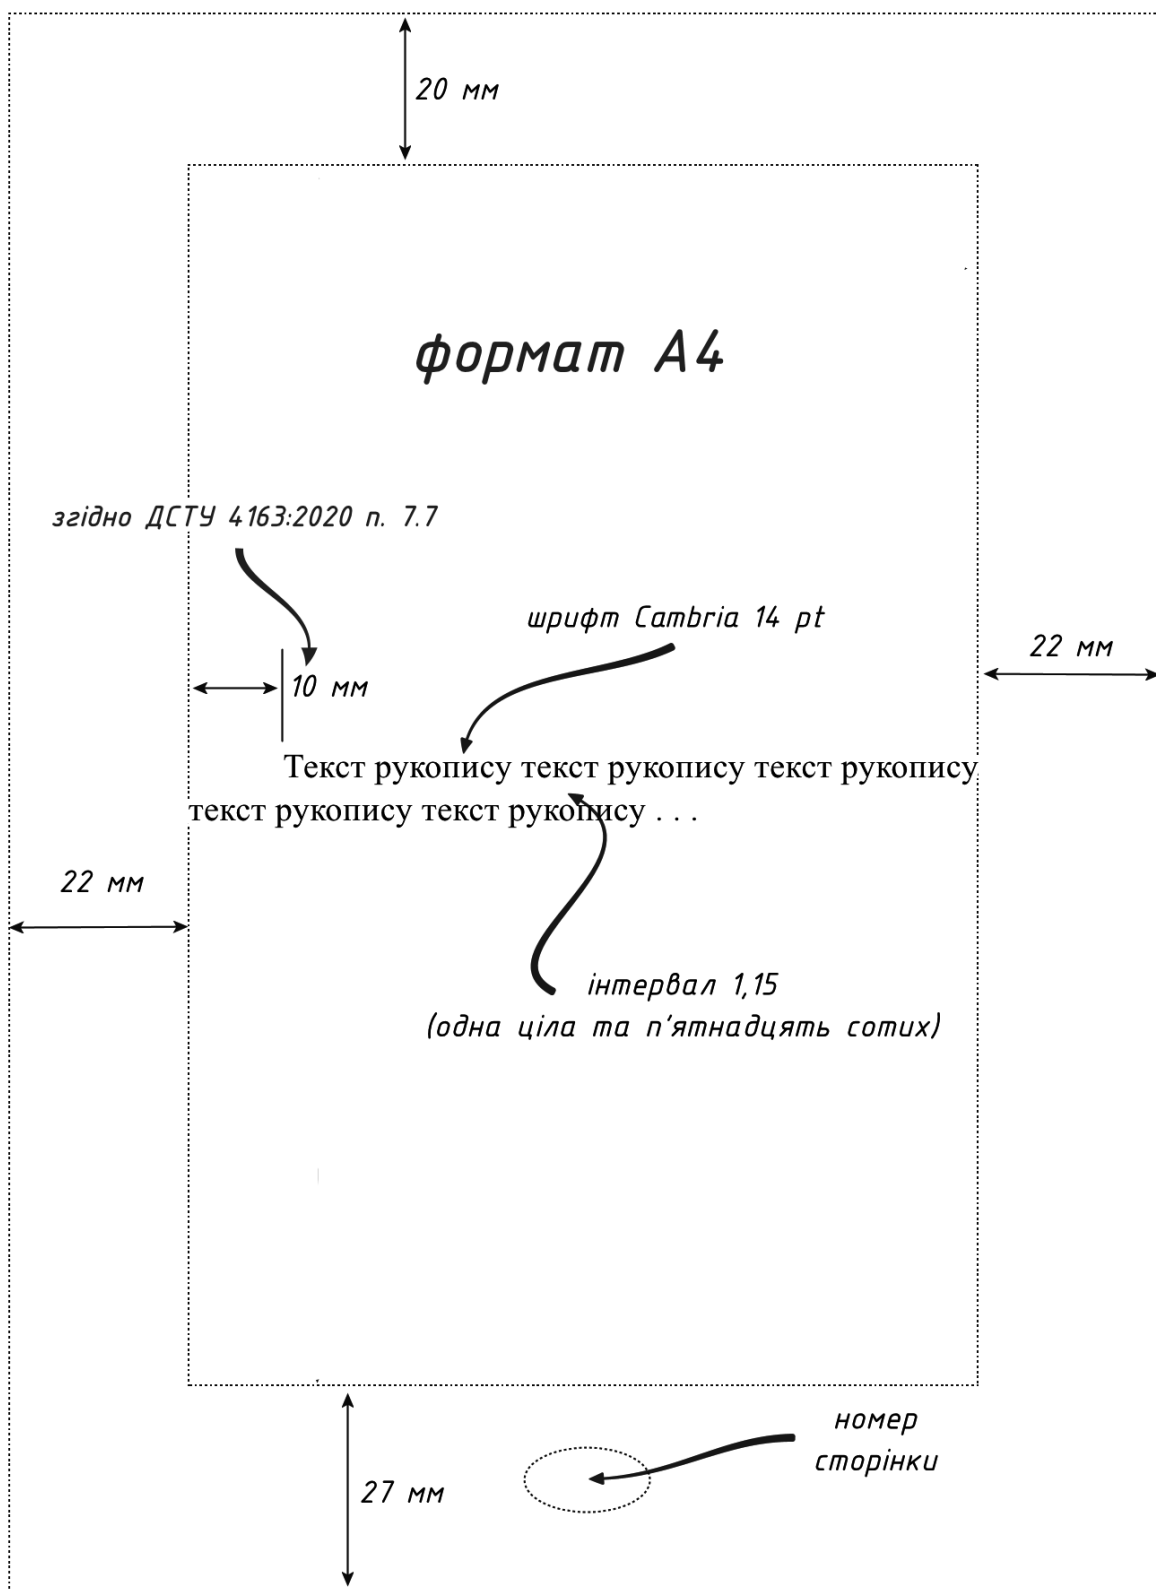 20 мм
формат А4
згідно ДСТУ 4163:2020 п. 7.7
шрифт Cambria 14 pt
22 мм
10 мм
Текст рукопису текст рукопису текст рукопису
текст рукопису текст рукопису . . .
22 мм
інтервал 1,15
(одна ціла та п'ятнадцять сотих)
номер
сторінки
27 мм